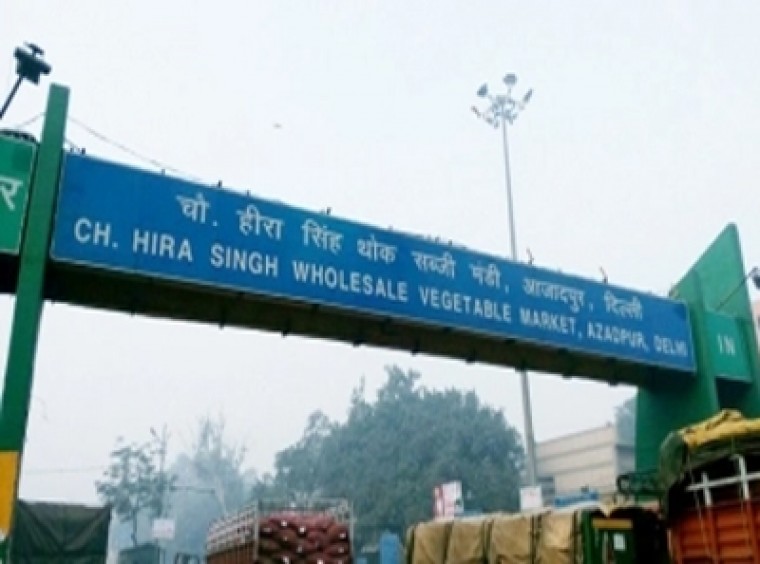 चौ. हीरा सिंह थोक सब्जी मंडी, आजादपुर, दिल्ली
CH. HIRA SINGH WHOLESALE VEGETABLE MARKET, AZADPUR, DELHI
IN